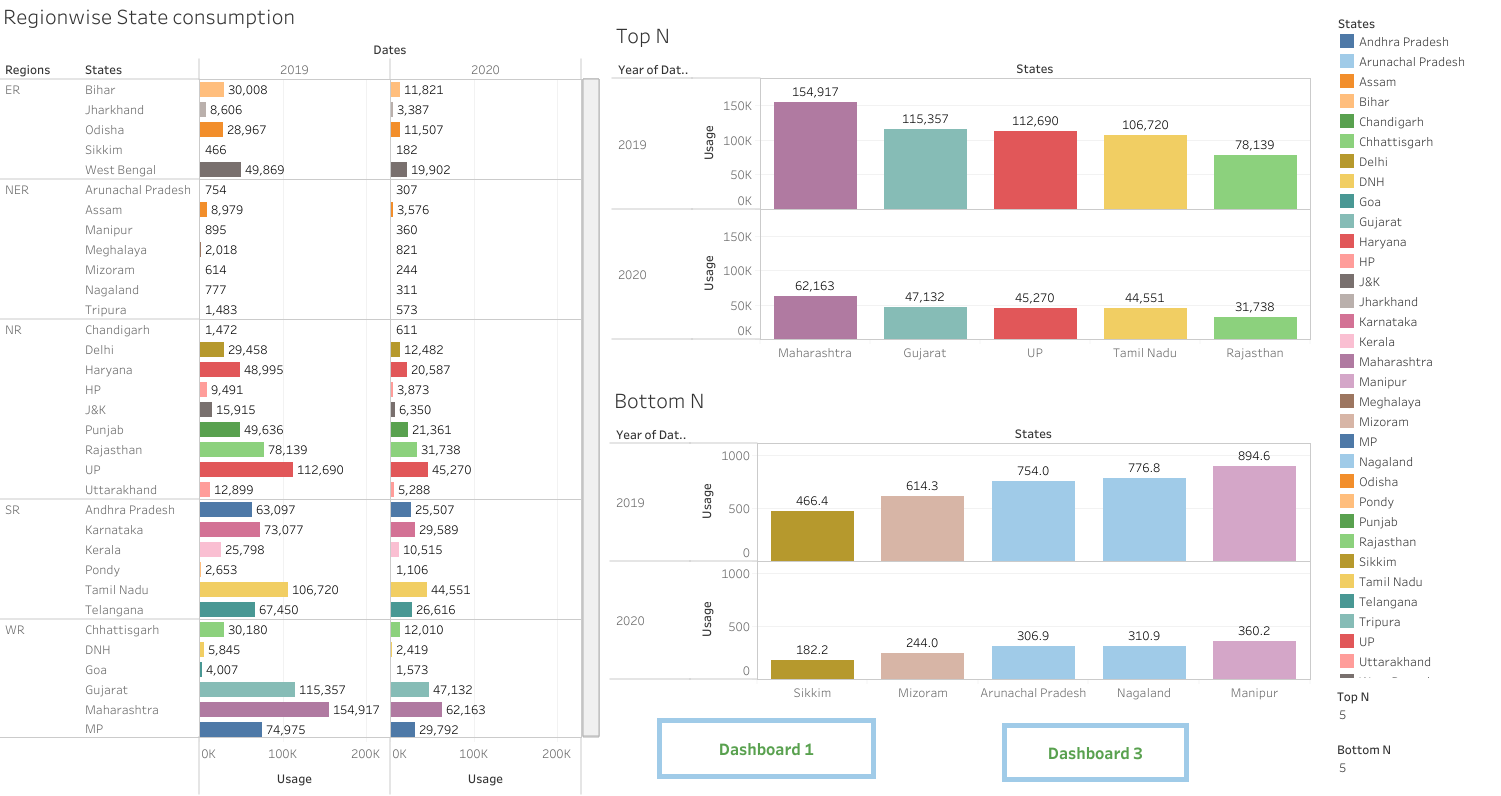 Regionwise State consumption
Dates
Regions States 2019 2020
ER Bihar 30,008 11,821
Jharkhand 8,606 3,387
Odisha 28,967 11,507
Sikkim 466 182
West Bengal 49,869 19,902
NER Arunachal Pradesh 754 307
Assam 8,979 3,576
Manipur 895 360
Meghalaya 2,018 821
Mizoram 614 244
Nagaland 777 311
Tripura 1,483 573
NR Chandigarh 1,472 611
Delhi 29,458 12,482
Haryana 48,995 20,587
HP 9,491 3,873
J&K 15,915 6,350
Punjab 49,636 21,361
Rajasthan 78,139 31,738
UP 112,690 45,270
Uttarakhand 12,899 5,288
SR Andhra Pradesh 63,097 25,507
Karnataka 73,077 29,589
Kerala 25,798 10,515
Pondy 2,653 1,106
Tamil Nadu 106,720 44,551
Telangana 67,450 26,616
WR Chhattisgarh 30,180 12,010
DNH 5,845 2,419
Goa 4,007 1,573
Gujarat 115,357 47,132
Maharashtra 154,917 62,163
MP 74,975 29,792
0K 100K 200K 0K 100K 200K
Usage Usage
Top N
Year of Dat.. States
2019
Usage
150K
100K
50K
0K
154,917 115,357 112,690 106,720 78,139
2020
Usage
150K
100K
50K
0K
62,163 47,132 45,270 44,551 31,738
Maharashtra Gujarat UP Tamil Nadu Rajasthan
Bottom N
Year of Dat.. States
2019
Usage
1000
500
0
466.4 614.3 754.0 776.8 894.6
2020
Usage
1000
500
0
182.2 244.0 306.9 310.9 360.2
Sikkim Mizoram Arunachal Pradesh Nagaland Manipur
Dashboard 1 Dashboard 3
States
Andhra Pradesh
Arunachal Pradesh
Assam
Bihar
Chandigarh
Chhattisgarh
Delhi
DNH
Goa
Gujarat
Haryana
HP
J&K
Jharkhand
Karnataka
Kerala
Maharashtra
Manipur
Meghalaya
Mizoram
MP
Nagaland
Odisha
Pondy
Punjab
Rajasthan
Sikkim
Tamil Nadu
Telangana
Tripura
UP
Uttarakhand
Top N
5
Bottom N
5